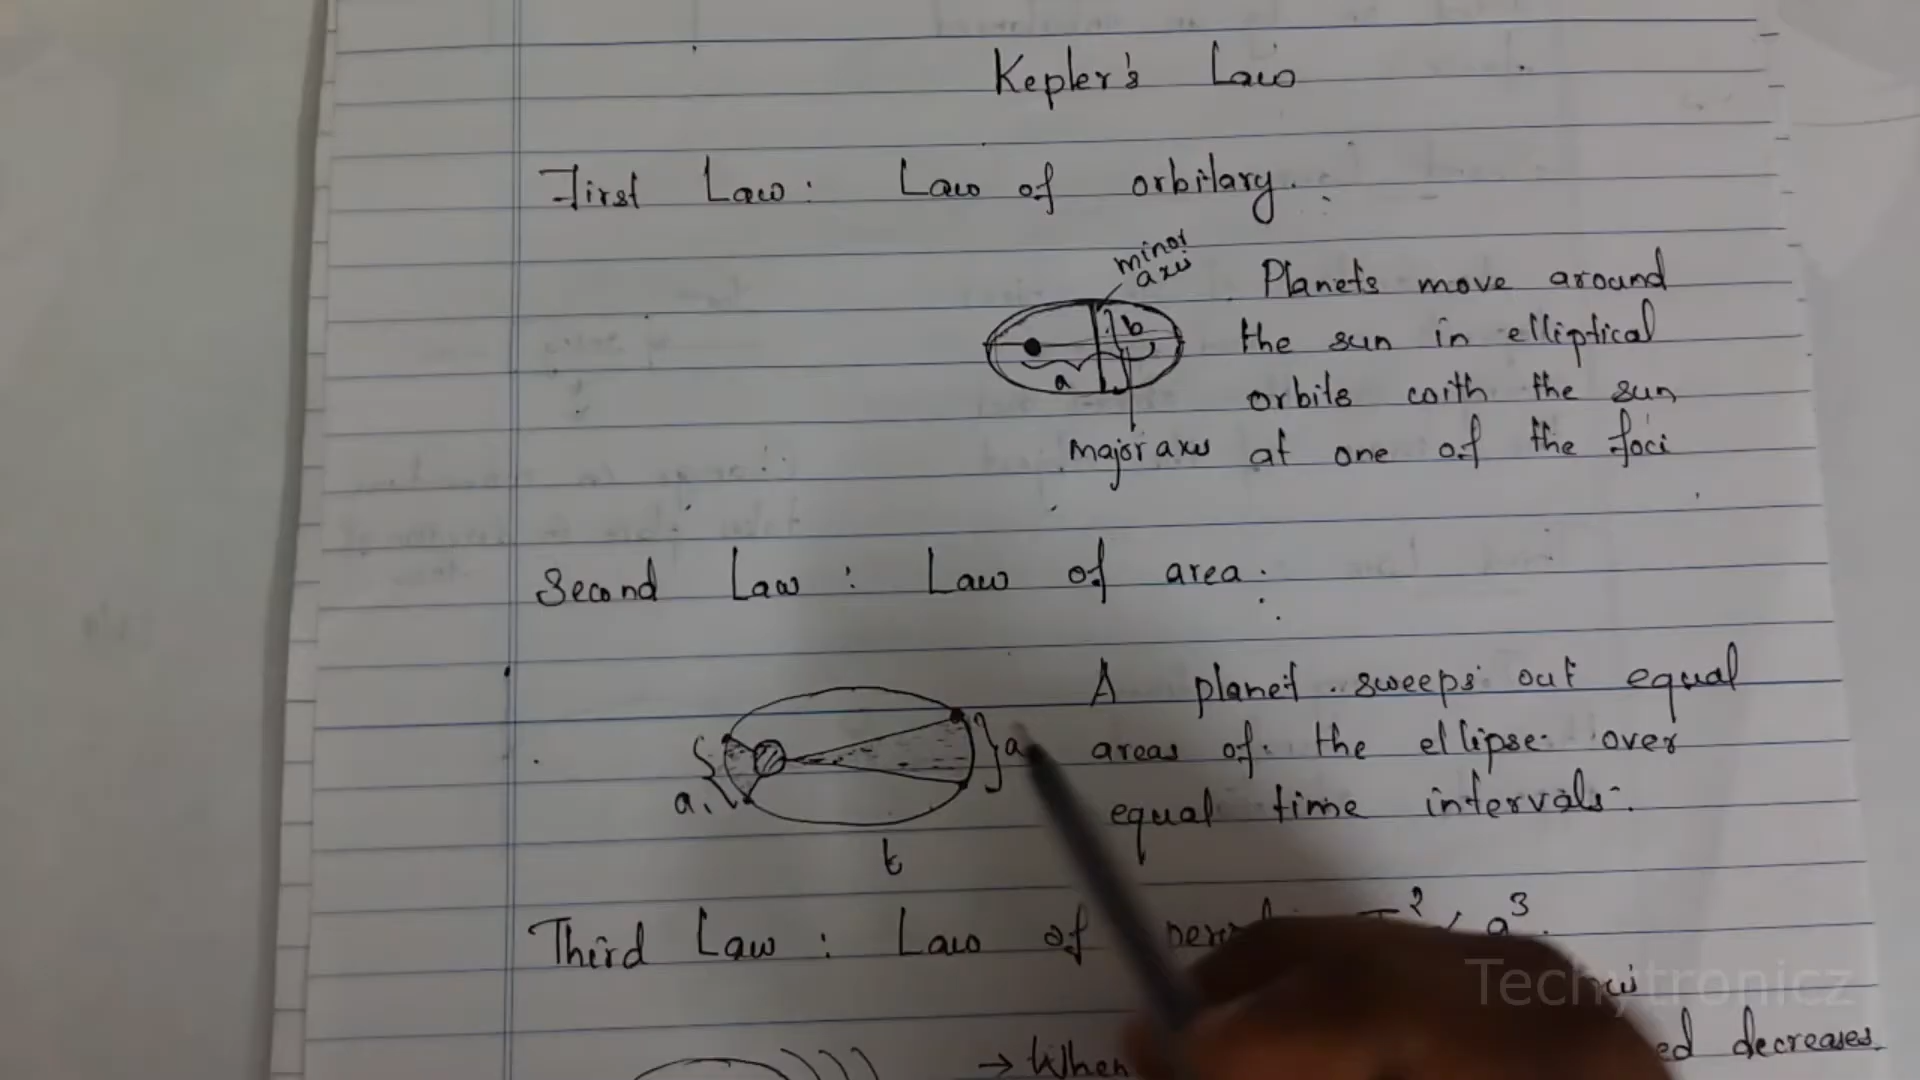 Kepler's Law
First Law: Law of orbitary.
minor
axis
Planets move around
b
the sun in elliptical
a
orbits with the sun
Major axis at one of the foci
Second Law: Law of area.
A planet sweeps out equal
a areas of the ellipse over
a, equal time intervals.
t
Third Law: Law of T² a³.
Techytronicz
→ When ed decreases